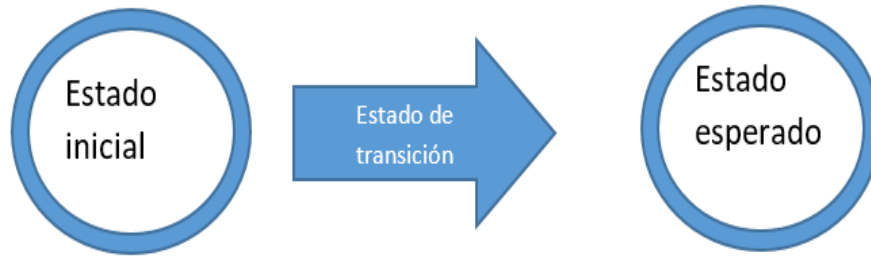 Estado
inicial
Estado de
transición
Estado
esperado